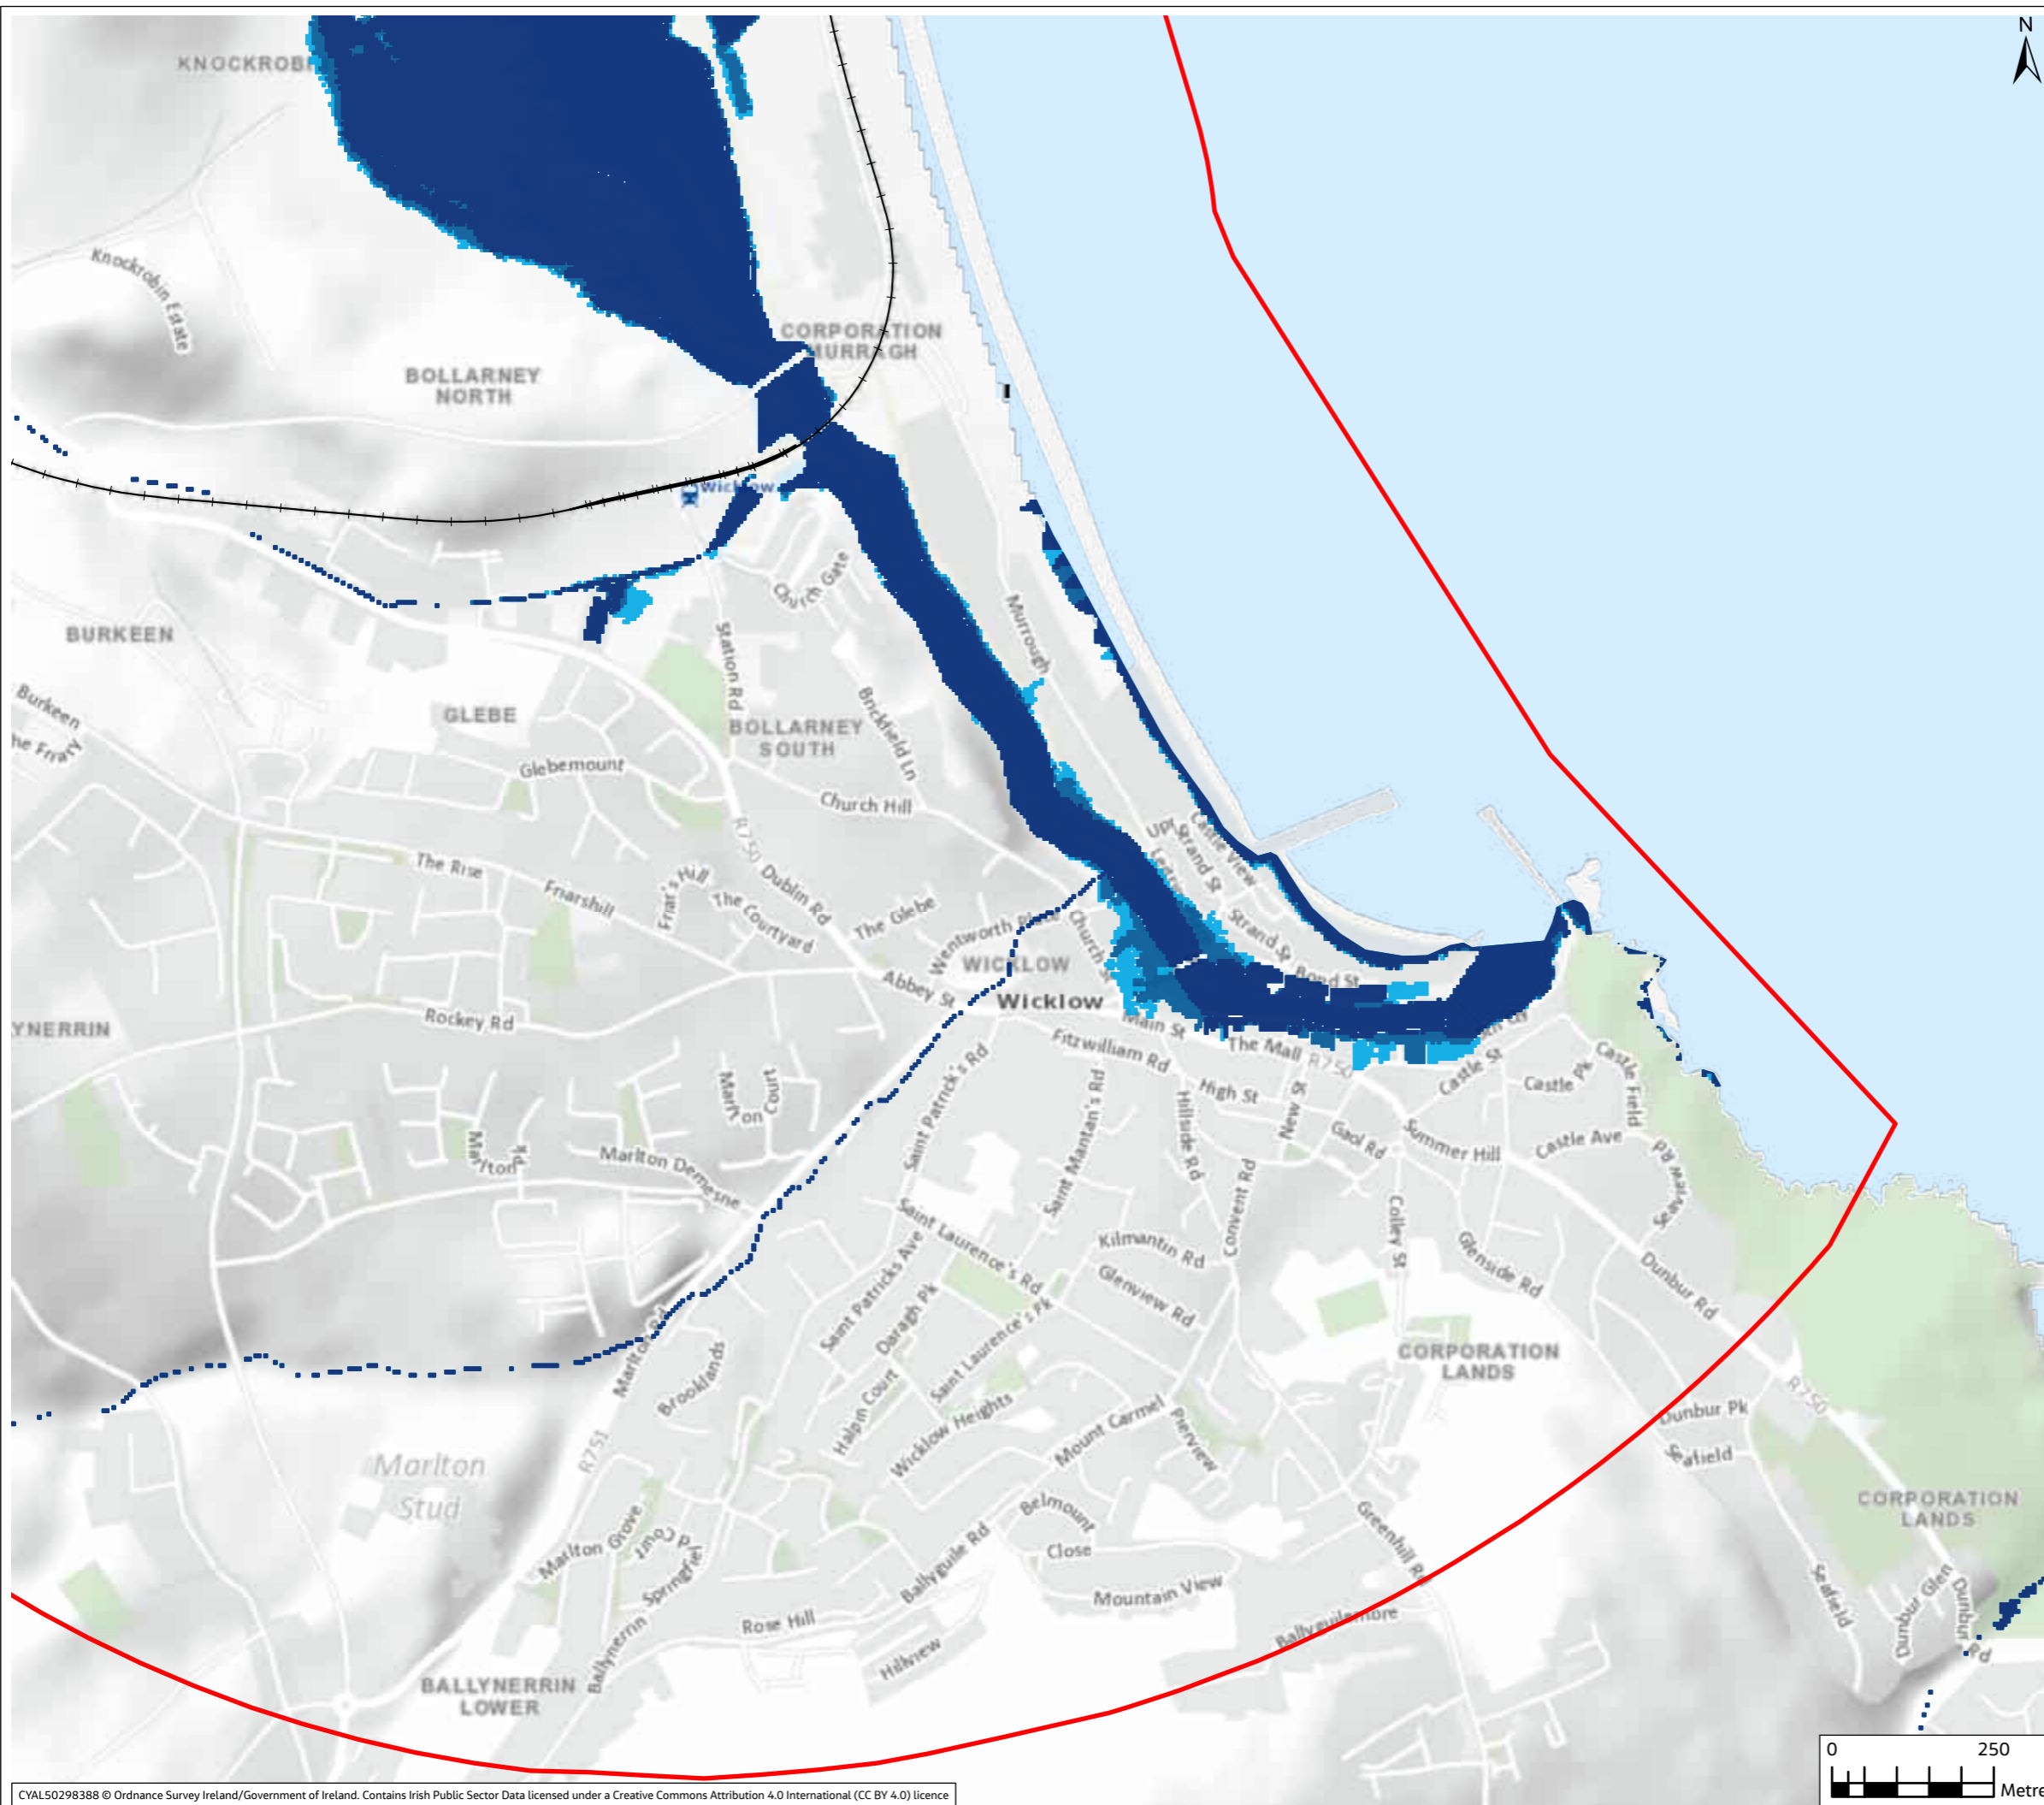 N
KNOCKROBI
Knockrobin Estate
CORPORATION
MURRAGH
BOLLARNEY
NORTH
Wicklow
Church Gate
Murrough
BURKEEN
Station Rd
Burkeen
The Friary
GLEBE
BOLLARNEY
SOUTH
Brickfield Ln
Glebemount
Church Hill
R750
Upr Strand St
Castle View
The Rise
Friarshill
Friar's Hill
The Courtyard
Dublin Rd
The Glebe
Wentworth Place
Church St
Strand St
Bond St
WICKLOW
Wicklow
Abbey St
YNERRIN
Rockey Rd
Main St
The Mall
R750
Fitzwilliam Rd
Castle St
Castle Pk
Castle Field
High St
New St
Hillside Rd
Gaol Rd
Summer Hill
Castle Ave
Seaview Rd
Marlton Court
Saint Patrick's Rd
Saint Mantan's Rd
Marlton Pk
Marlton Demesne
Convent Rd
Colley St
Saint Laurence's Rd
Kilmantin Rd
Glenview Rd
Glenside Rd
Dunbur Rd
Saint Patricks Ave
Daragh Pk
Saint Laurence's Pk
Marlton Rd
Brooklands
Halpin Court
CORPORATION
LANDS
R750
Dunbur Pk
Seafield
Wicklow Heights
Mount Carmel
Pierview
R751
Marlton
Stud
CORPORATION
LANDS
Belmount
Close
Greenhill Rd
Marlton Grove
Springfield Court
Ballyguile Rd
Mountain View
Seafield
Dunbur Glen
Dunbur Rd
Rose Hill
Ballyguilemore
Hillview
Ballynerrin
BALLYNERRIN
LOWER
0 250
Metre
CYAL50298388 © Ordnance Survey Ireland/Government of Ireland. Contains Irish Public Sector Data licensed under a Creative Commons Attribution 4.0 International (CC BY 4.0) licence